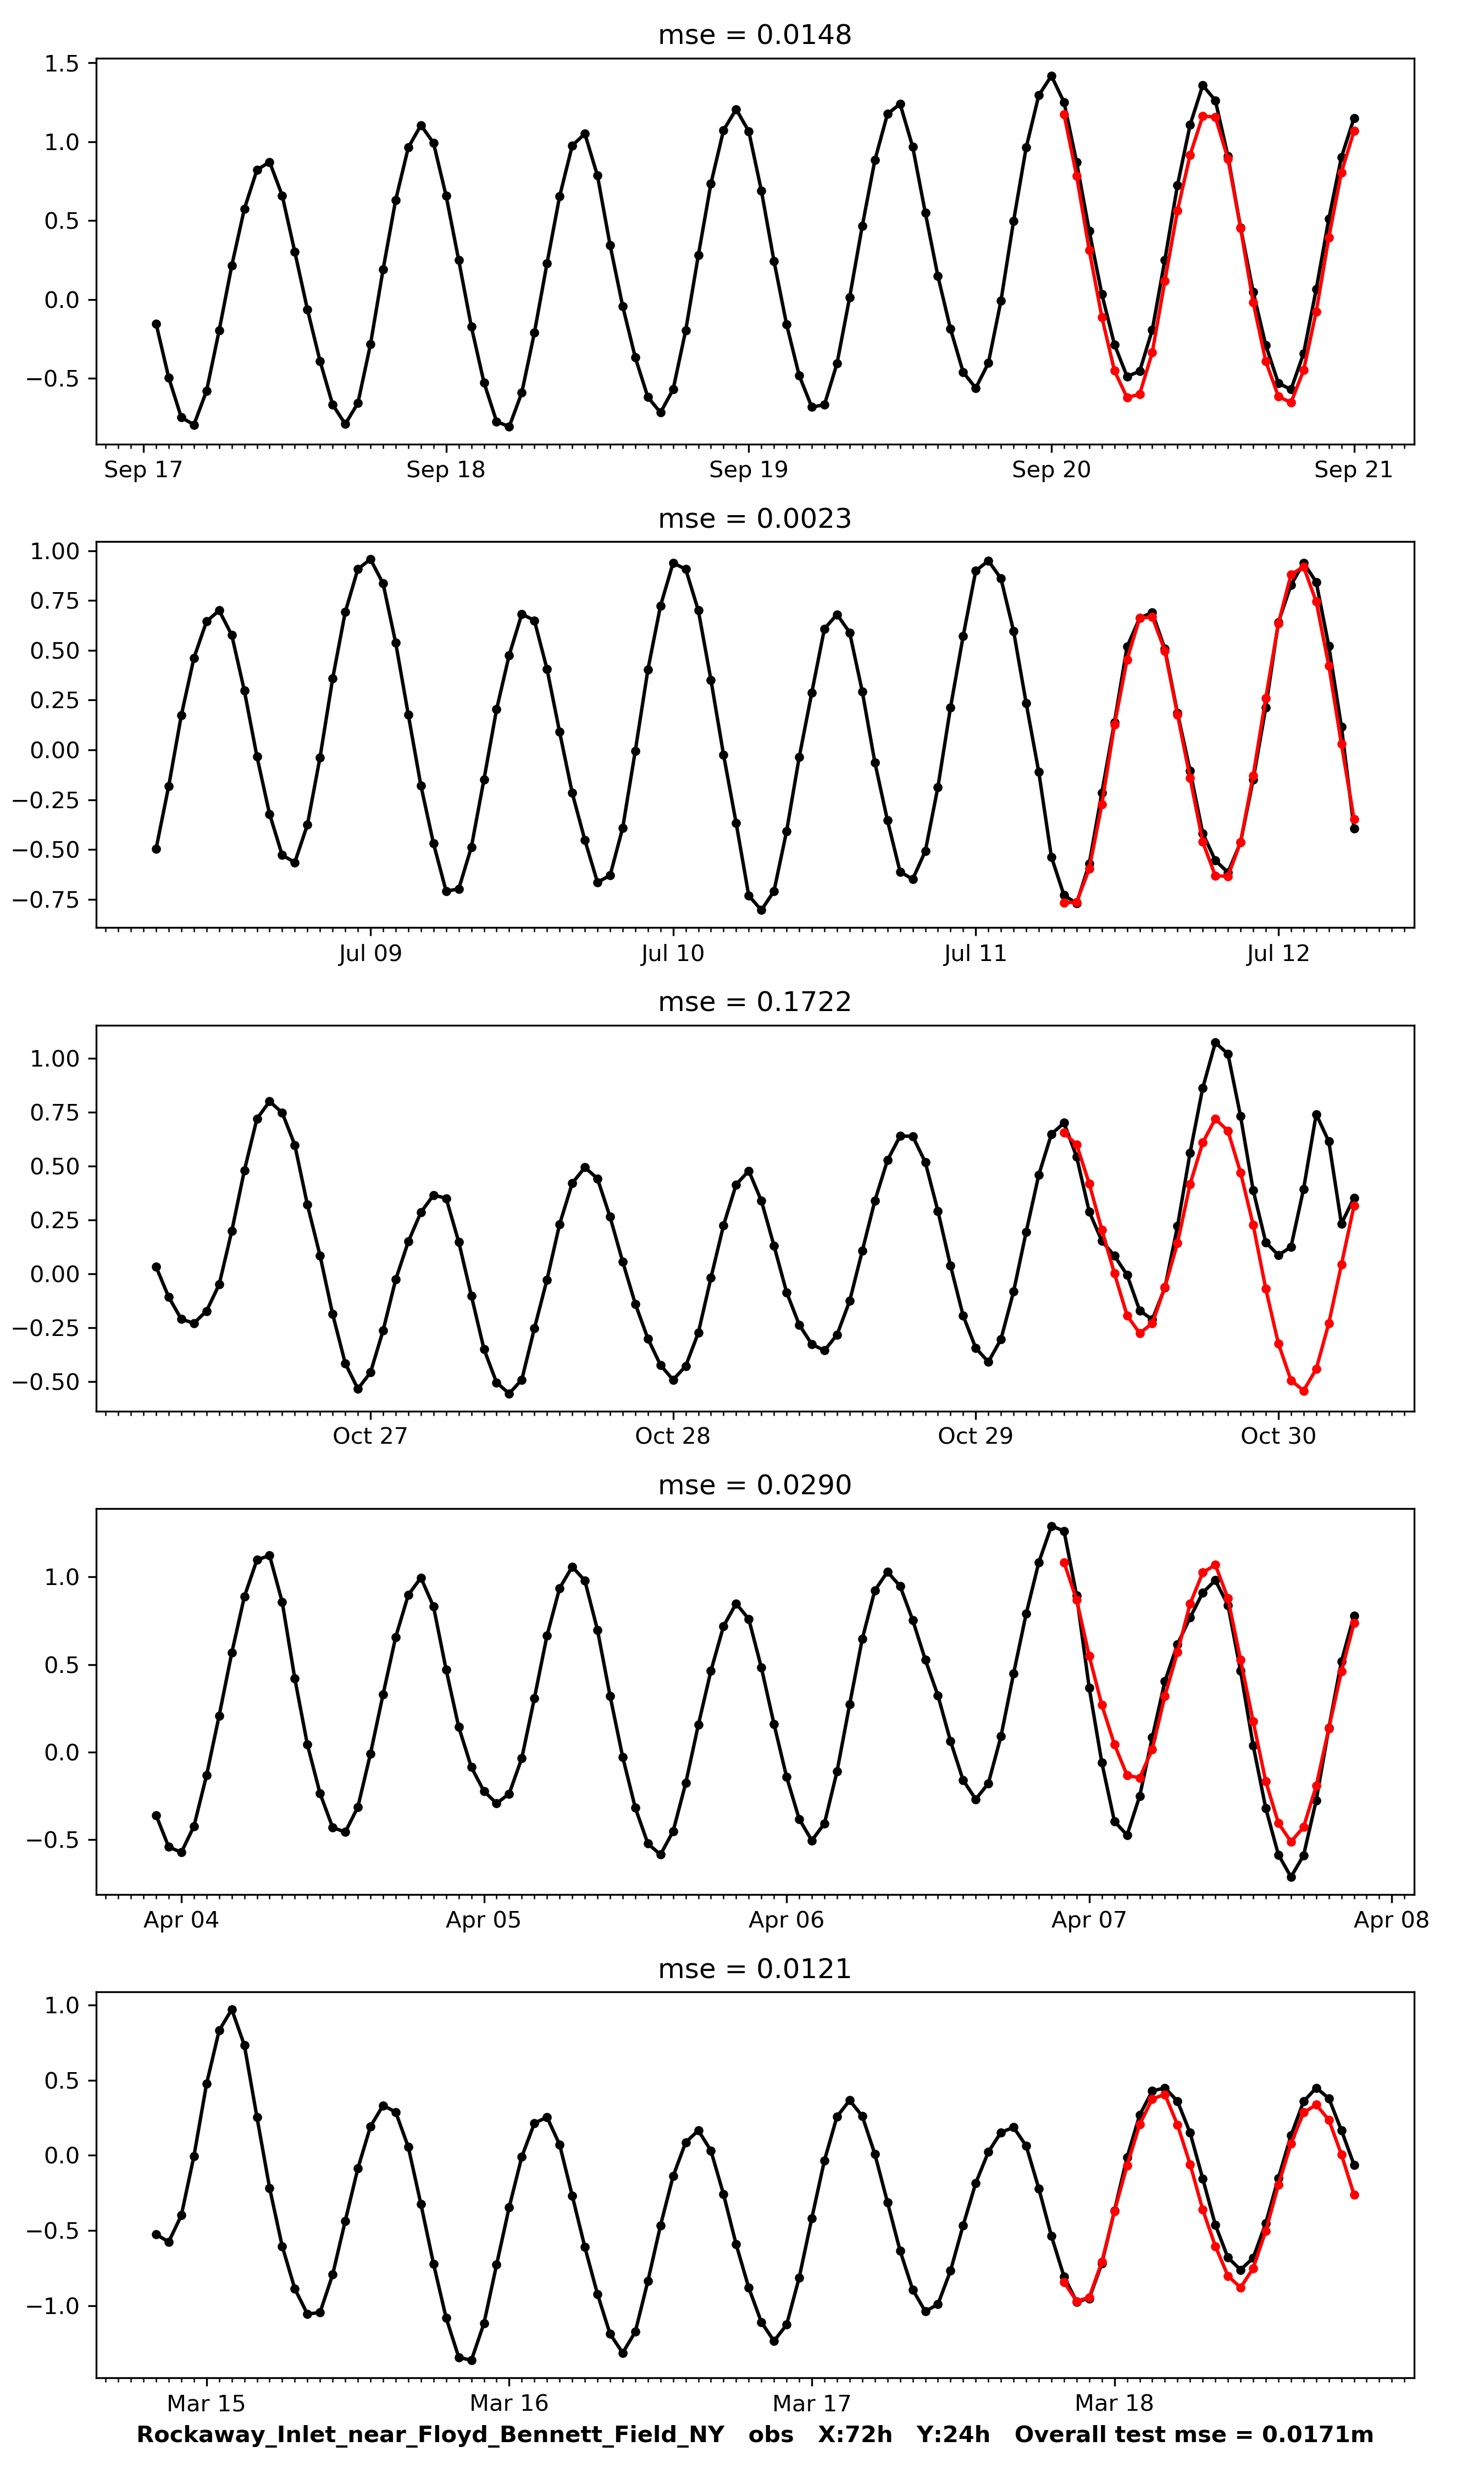 mse = 0.0148
1.5
1.0
0.5
0.0
−0.5
Sep 17 Sep 18 Sep 19 Sep 20 Sep 21
mse = 0.0023
1.00
0.75
0.50
0.25
0.00
−0.25
−0.50
−0.75
Jul 09 Jul 10 Jul 11 Jul 12
mse = 0.1722
1.00
0.75
0.50
0.25
0.00
−0.25
−0.50
Oct 27 Oct 28 Oct 29 Oct 30
mse = 0.0290
1.0
0.5
0.0
−0.5
Apr 04 Apr 05 Apr 06 Apr 07 Apr 08
mse = 0.0121
1.0
0.5
0.0
−0.5
−1.0
Mar 15 Mar 16 Mar 17 Mar 18
Rockaway_Inlet_near_Floyd_Bennett_Field_NY obs X:72h Y:24h Overall test mse = 0.0171m